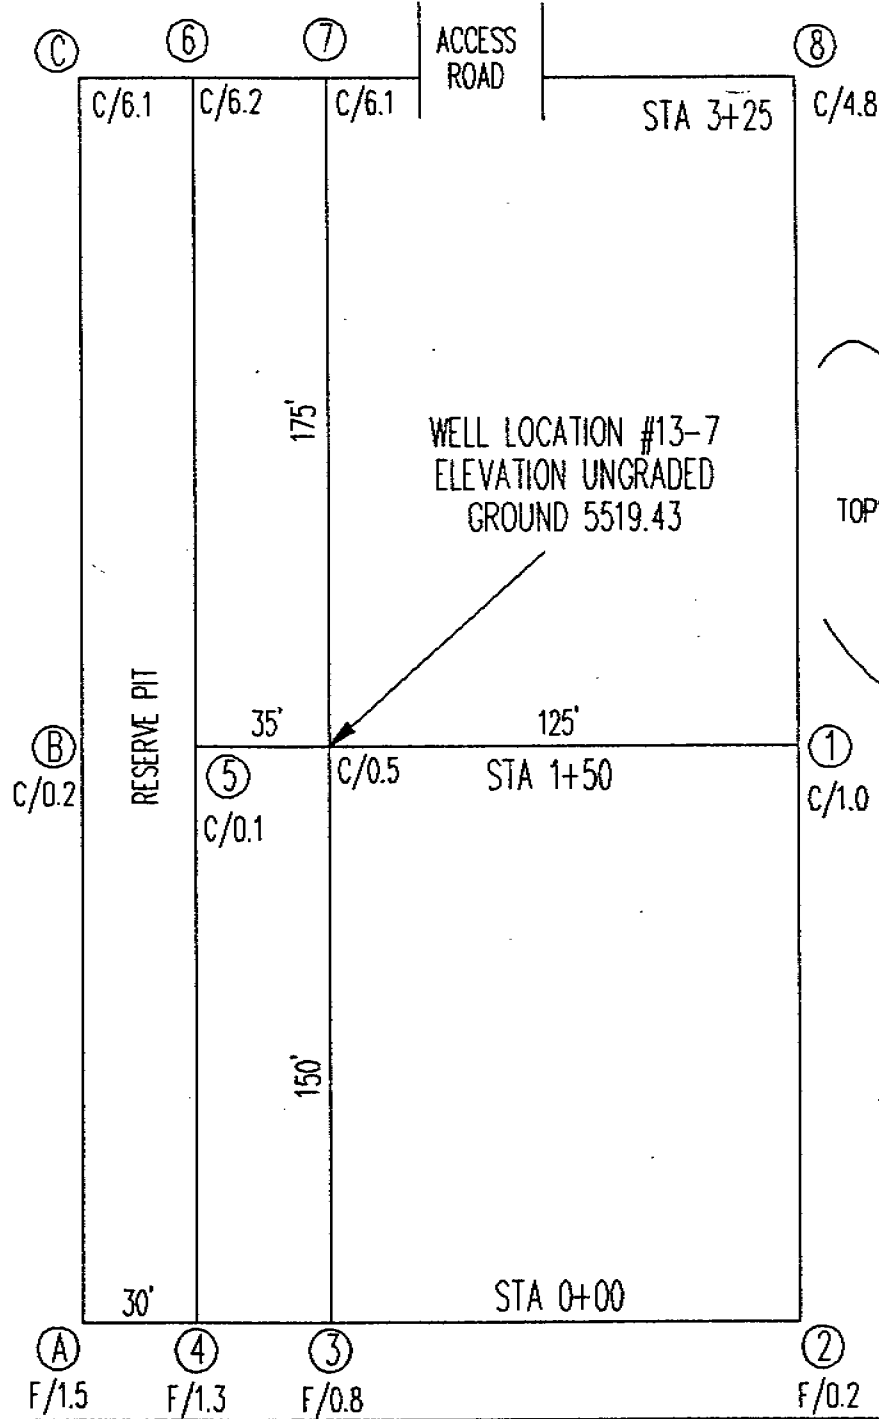 C
6
7
ACCESS
ROAD
8
C/6.1
C/6.2
C/6.1
STA 3+25
C/4.8
175'
WELL LOCATION #13-7
ELEVATION UNGRADED
GROUND 5519.43
TOP
RESERVE PIT
35'
125'
B
1
C/0.2
5
C/0.5
STA 1+50
C/1.0
C/0.1
150'
30'
STA 0+00
A
4
3
2
F/1.5
F/1.3
F/0.8
F/0.2